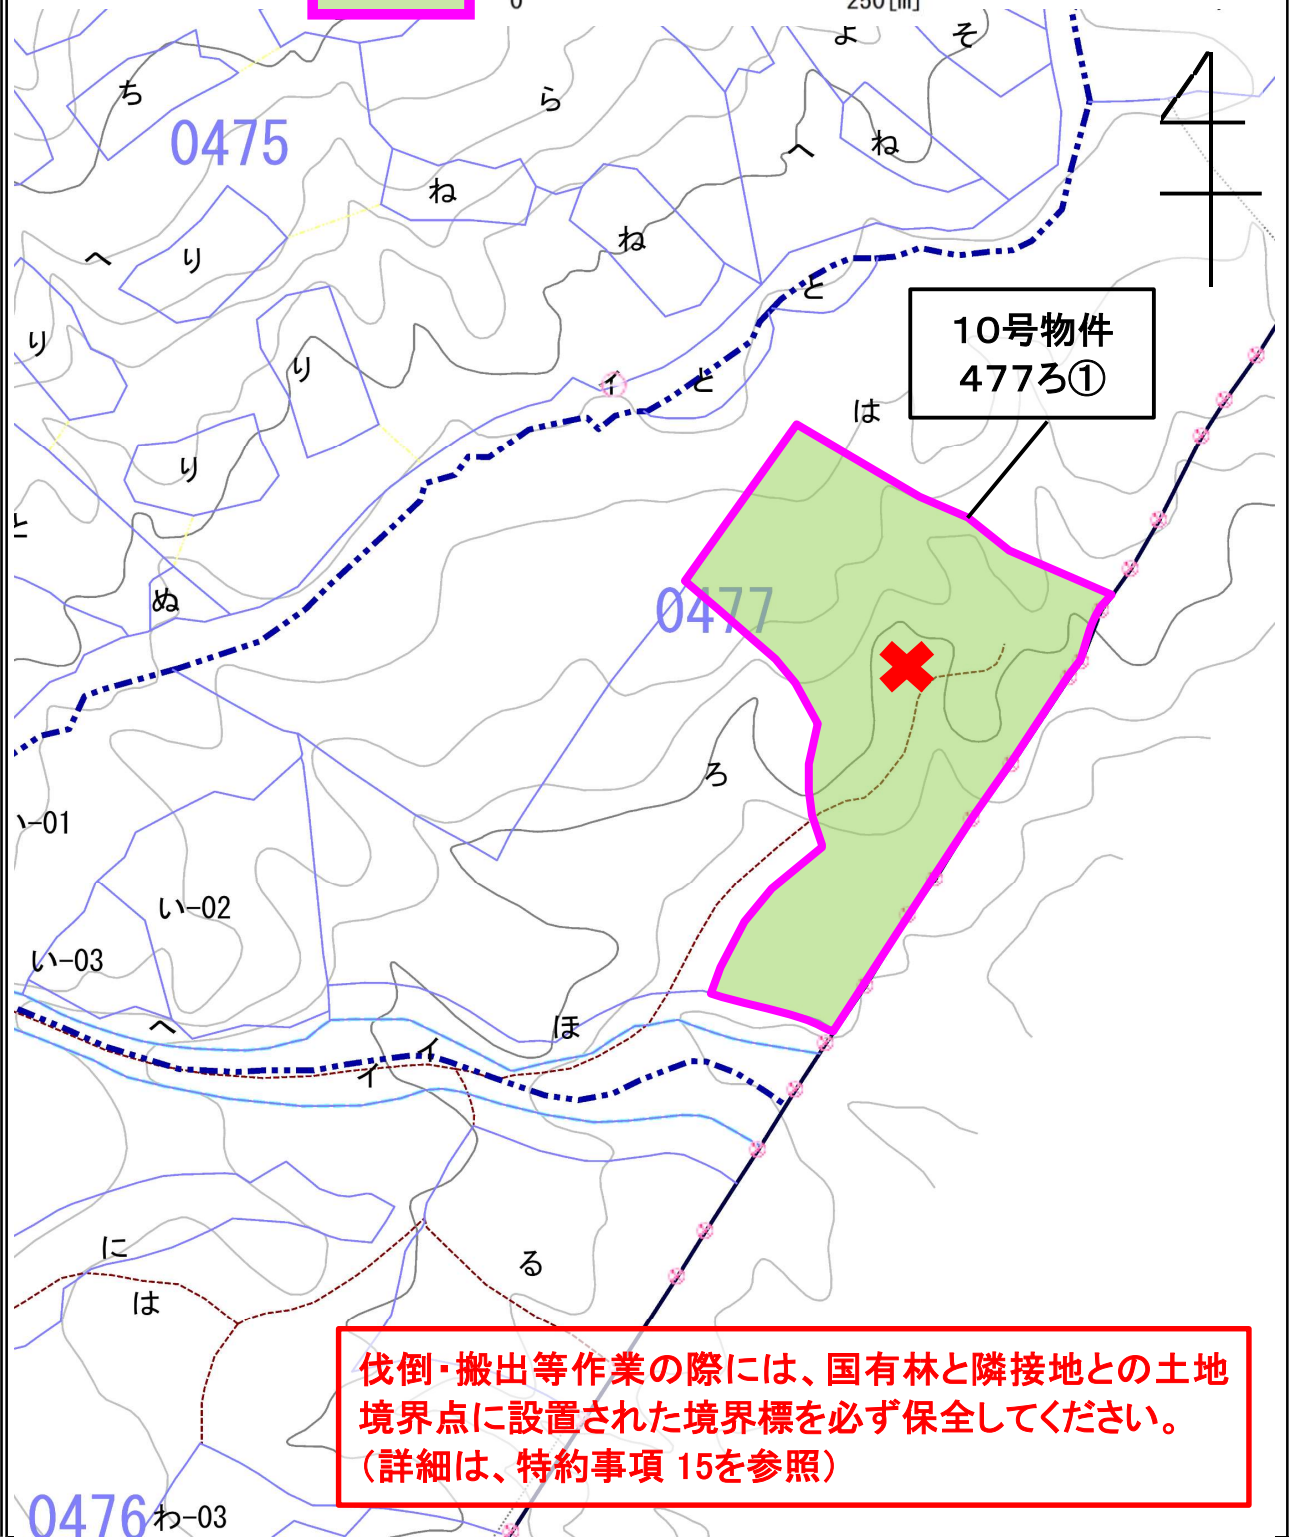 0 250[m]
よ そ
ち
ら
0475
へ ね
ね
ね
へ り
と
り
10号物件
477ろ①
り
イ と
は
り
と
ぬ
0477
ろ
い-01
い-02
い-03
へ
ほ
イ
イ
に
る
は
伐倒・搬出等作業の際には、国有林と隣接地との土地
境界点に設置された境界標を必ず保全してください。
（詳細は、特約事項 15を参照）
0476 わ-03